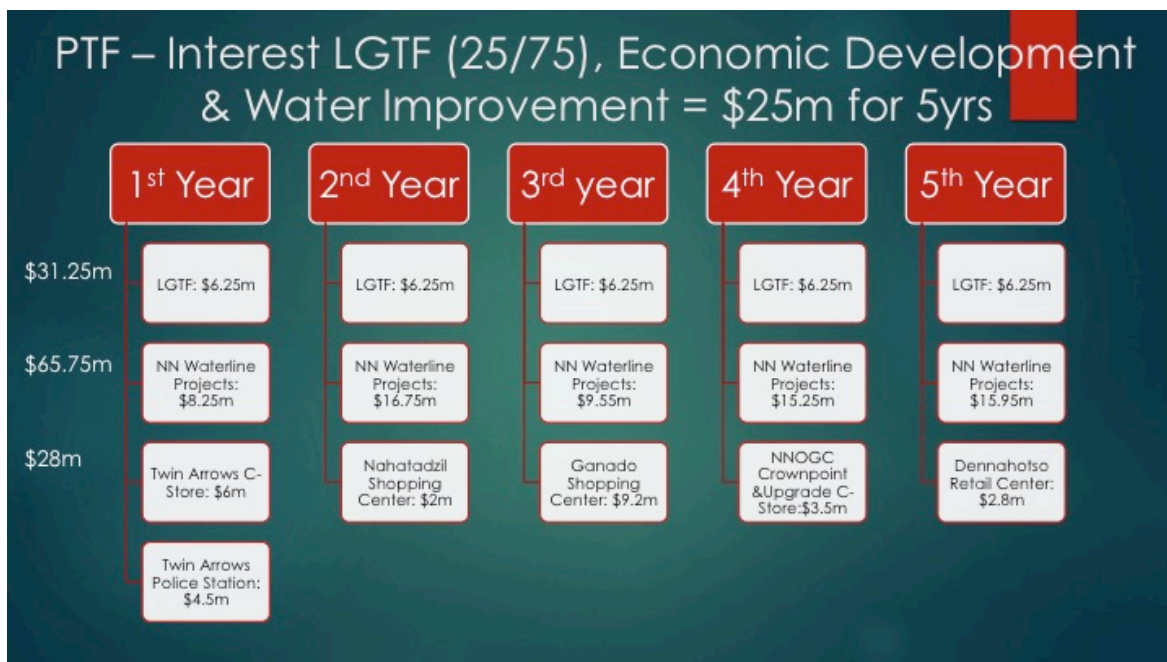 PTF – Interest LGTF (25/75), Economic Development
& Water Improvement = $25m for 5yrs
1st Year
2nd Year
3rd year
4th Year
5th Year
$31.25m
LGTF: $6.25m
LGTF: $6.25m
LGTF: $6.25m
LGTF: $6.25m
LGTF: $6.25m
$65.75m
NN Waterline
Projects:
$8.25m
NN Waterline
Projects:
$16.75m
NN Waterline
Projects:
$9.55m
NN Waterline
Projects:
$15.25m
NN Waterline
Projects:
$15.95m
$28m
Twin Arrows C-
Store: $6m
Nahatadzil
Shopping
Center: $2m
Ganado
Shopping
Center: $9.2m
NNOGC
Crownpoint
&Upgrade C-
Store:$3.5m
Dennahotso
Retail Center:
$2.8m
Twin Arrows
Police Station:
$4.5m